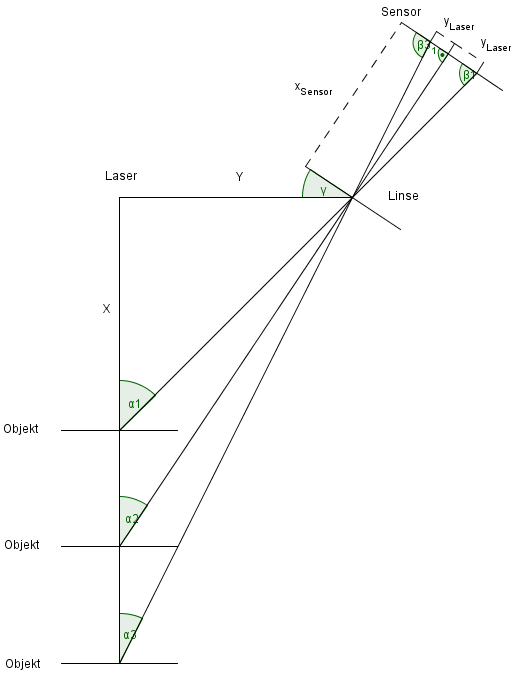 Sensor
yLaser
yLaser
β3
β1
xSensor
Laser
Y
γ
Linse
X
α1
Objekt
α2
Objekt
α3
Objekt